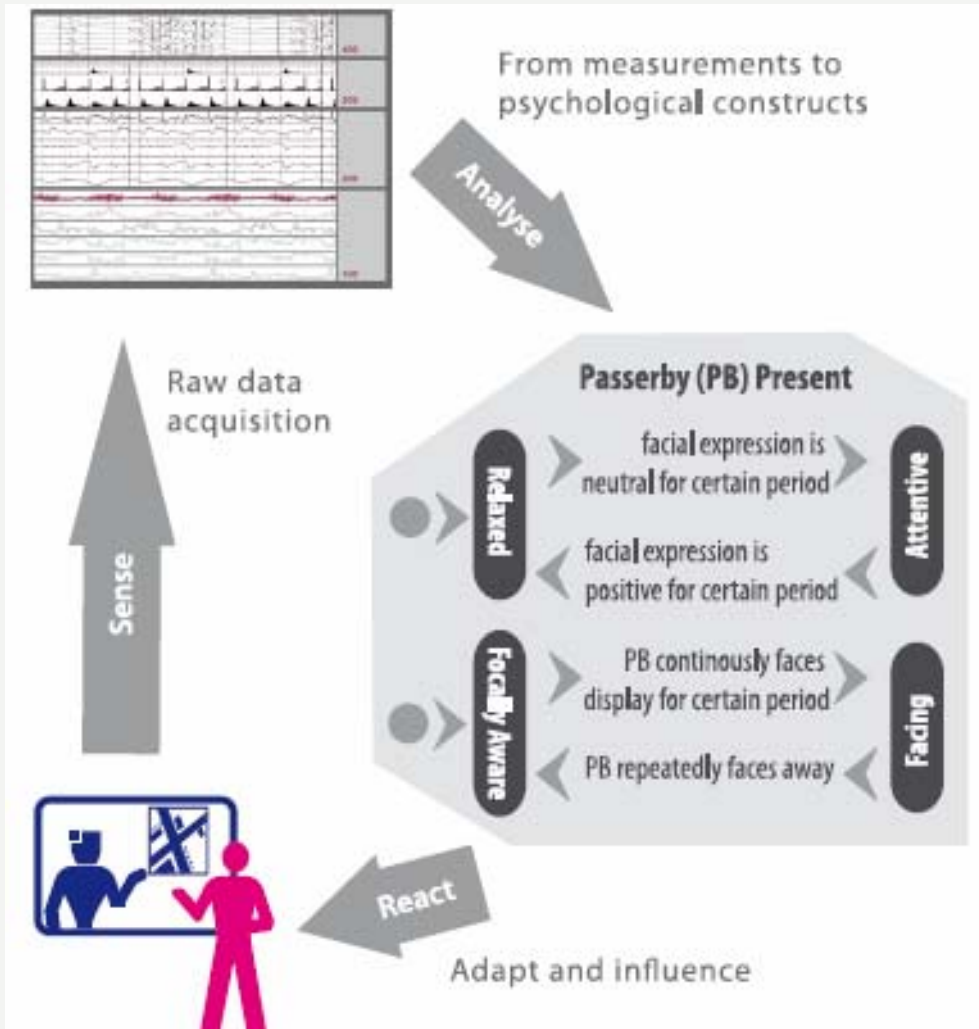 From measurements to
psychological constructs
Analyse
Raw data
acquisition
Sense
Passerby (PB) Present
Relaxed
facial expression is
neutral for certain period
Attentive
facial expression is
positive for certain period
Focally Aware
PB continously faces
display for certain period
Facing
PB repeatedly faces away
React
Adapt and influence